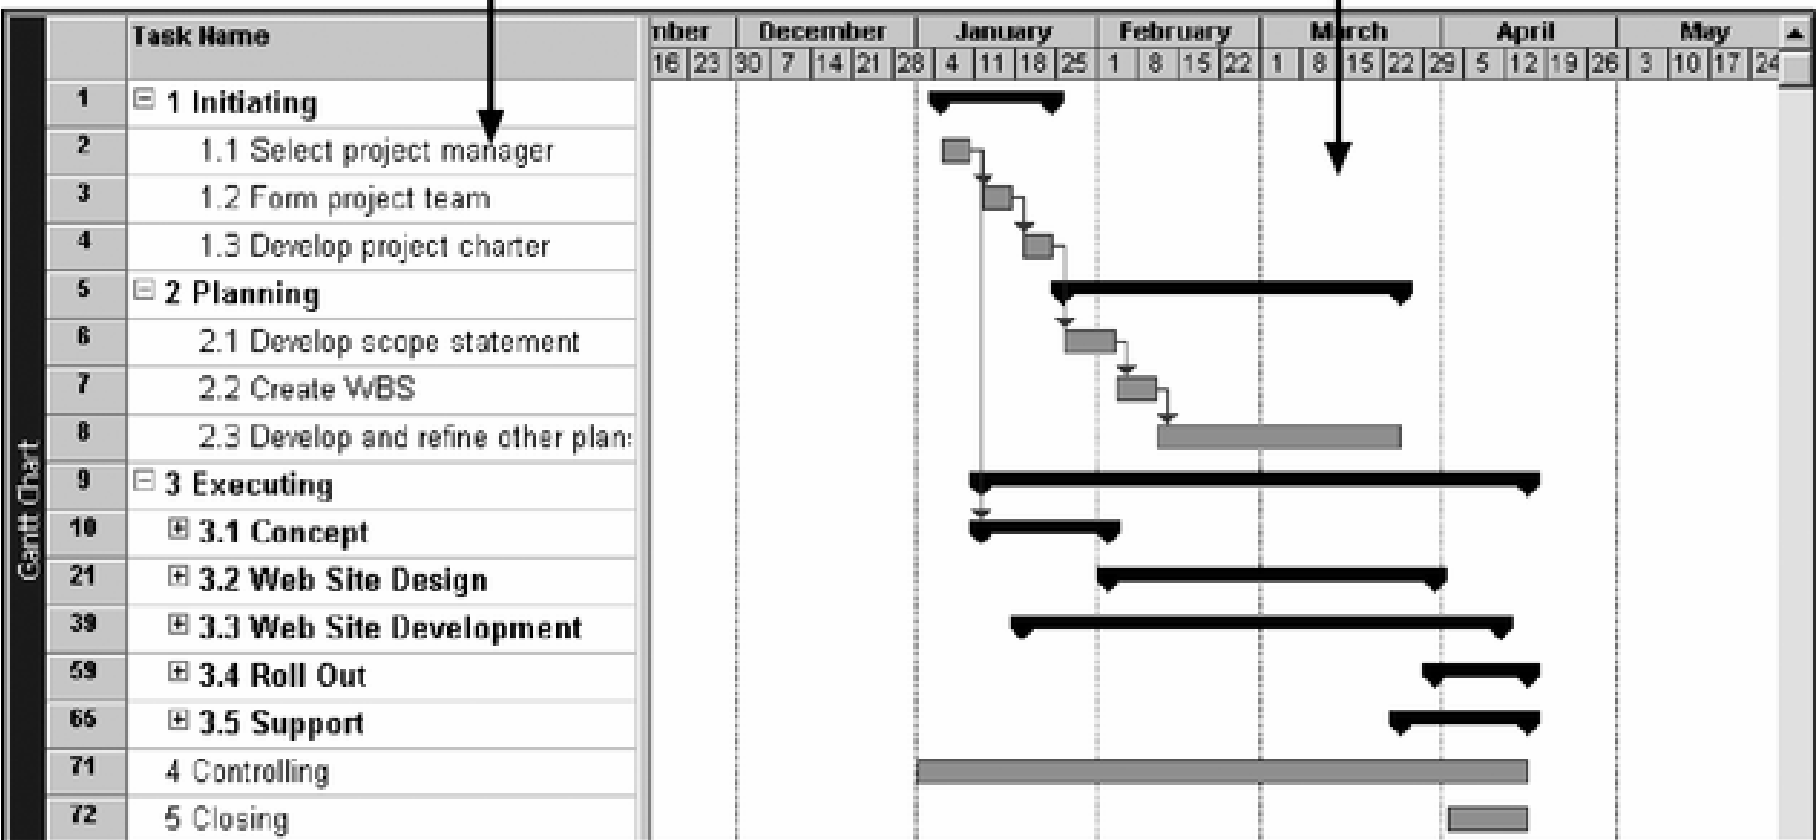 Task Name
mber December January February March April May
16 23 30 7 14 21 28 4 11 18 25 1 8 15 22 1 8 15 22 29 5 12 19 26 3 10 17 24
1 1 Initiating
2 1.1 Select project manager
3 1.2 Form project team
4 1.3 Develop project charter
5 2 Planning
6 2.1 Develop scope statement
7 2.2 Create WBS
8 2.3 Develop and refine other plans
9 3 Executing
10 3.1 Concept
21 3.2 Web Site Design
39 3.3 Web Site Development
59 3.4 Roll Out
66 3.5 Support
71 4 Controlling
72 5 Closing
Gantt Chart